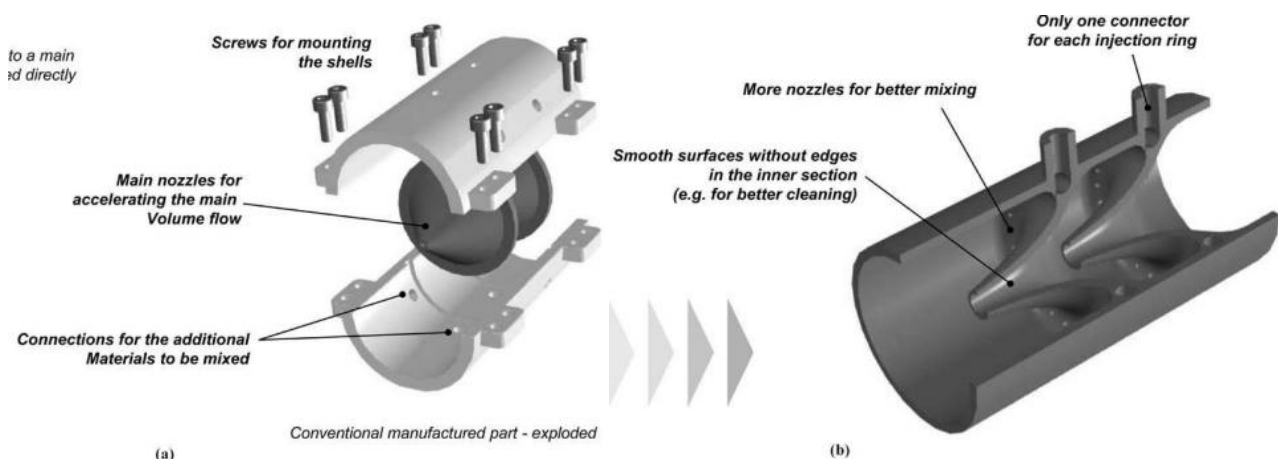 to a main
ed directly
Screws for mounting
the shells
Main nozzles for
accelerating the main
Volume flow
Connections for the additional
Materials to be mixed
Conventional manufactured part - exploded
(a)
Only one connector
for each injection ring
More nozzles for better mixing
Smooth surfaces without edges
in the inner section
(e.g. for better cleaning)
(b)